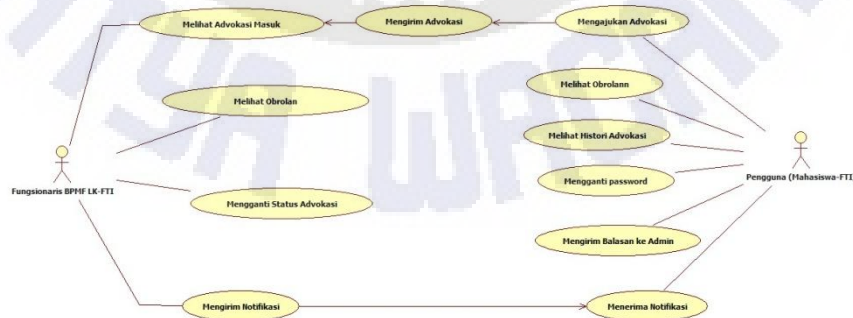 Melihat Advokasi Masuk
Mengirim Advokasi
Mengajukan Advokasi
Melihat Obrolan
Melihat Obrolann
Melihat Histori Advokasi
Fungsionaris BPMF LK-FTI
Pengguna (Mahasiswa-FTI
Mengganti password
Mengganti Status Advokasi
Mengirim Balasan ke Admin
Mengirim Notifikasi
Menerima Notifikasi